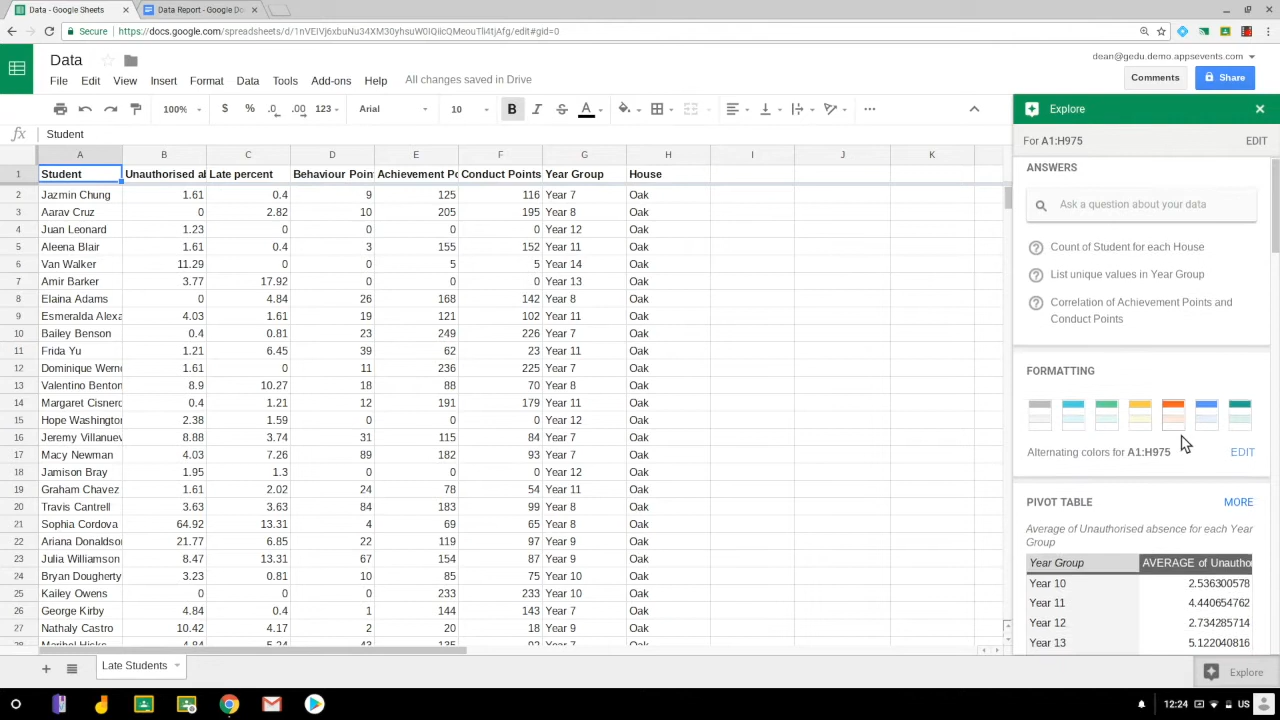 Data - Google Sheets
Data Report - Google Do
Secure https://docs.google.com/spreadsheets/d/
Data
dean@gedu.demo.appsevents.com
File Edit View Insert Format Data Tools Add-ons Help All changes saved in Drive
Comments Share
100% $ % .0 .00 123 Arial 10 B I S A
Explore
fx Student
For A1:H975 EDIT
A B C D E F G H I J K
1 Student Unauthorised al Late percent Behaviour Poin Achievement Po Conduct Points Year Group House
2 Jazmin Chung 1.61 0.4 9 125 116 Year 7 Oak
3 Aarav Cruz 0 2.82 10 205 195 Year 8 Oak
4 Juan Leonard 1.23 0 0 0 0 Year 12 Oak
5 Aleena Blair 1.61 0.4 3 155 152 Year 11 Oak
6 Van Walker 11.29 0 0 5 5 Year 14 Oak
7 Amir Barker 3.77 17.92 0 0 0 Year 13 Oak
8 Elaina Adams 0 4.84 26 168 142 Year 8 Oak
9 Esmeralda Alexa 4.03 1.61 19 121 102 Year 11 Oak
10 Bailey Benson 0.4 0.81 23 249 226 Year 7 Oak
11 Frida Yu 1.21 6.45 39 62 23 Year 11 Oak
12 Dominique Wern 1.61 0 11 236 225 Year 7 Oak
13 Valentino Benton 8.9 10.27 18 88 70 Year 8 Oak
14 Margaret Cisnero 0.4 1.21 12 191 179 Year 11 Oak
15 Hope Washington 2.38 1.59 0 0 0 Year 12 Oak
16 Jeremy Villanuev 8.88 3.74 31 115 84 Year 7 Oak
17 Macy Newman 4.03 7.26 89 182 93 Year 7 Oak
18 Jamison Bray 1.95 1.3 0 0 0 Year 12 Oak
19 Graham Chavez 1.61 2.02 24 78 54 Year 11 Oak
20 Travis Cantrell 3.63 3.63 84 183 99 Year 8 Oak
21 Sophia Cordova 64.92 13.31 4 69 65 Year 8 Oak
22 Ariana Donaldso 21.77 6.85 22 119 97 Year 9 Oak
23 Julia Williamson 8.47 13.31 67 154 87 Year 9 Oak
24 Bryan Dougherty 3.23 0.81 10 85 75 Year 10 Oak
25 Kailey Owens 0 0 0 233 233 Year 10 Oak
26 George Kirby 4.84 0.4 1 144 143 Year 7 Oak
27 Nathaly Castro 10.42 4.17 2 20 18 Year 9 Oak
28 Maribel Hicks 4.84 5.24 43 135 92 Year 7 Oak
ANSWERS
Ask a question about your data
Count of Student for each House
List unique values in Year Group
Correlation of Achievement Points and
Conduct Points
FORMATTING
Alternating colors for A1:H975 EDIT
PIVOT TABLE MORE
Average of Unauthorised absence for each Year
Group
Year Group AVERAGE of Unautho
Year 10 2.536300578
Year 11 4.440654762
Year 12 2.734285714
Year 13 5.122040816
Late Students
Explore
12:24 US